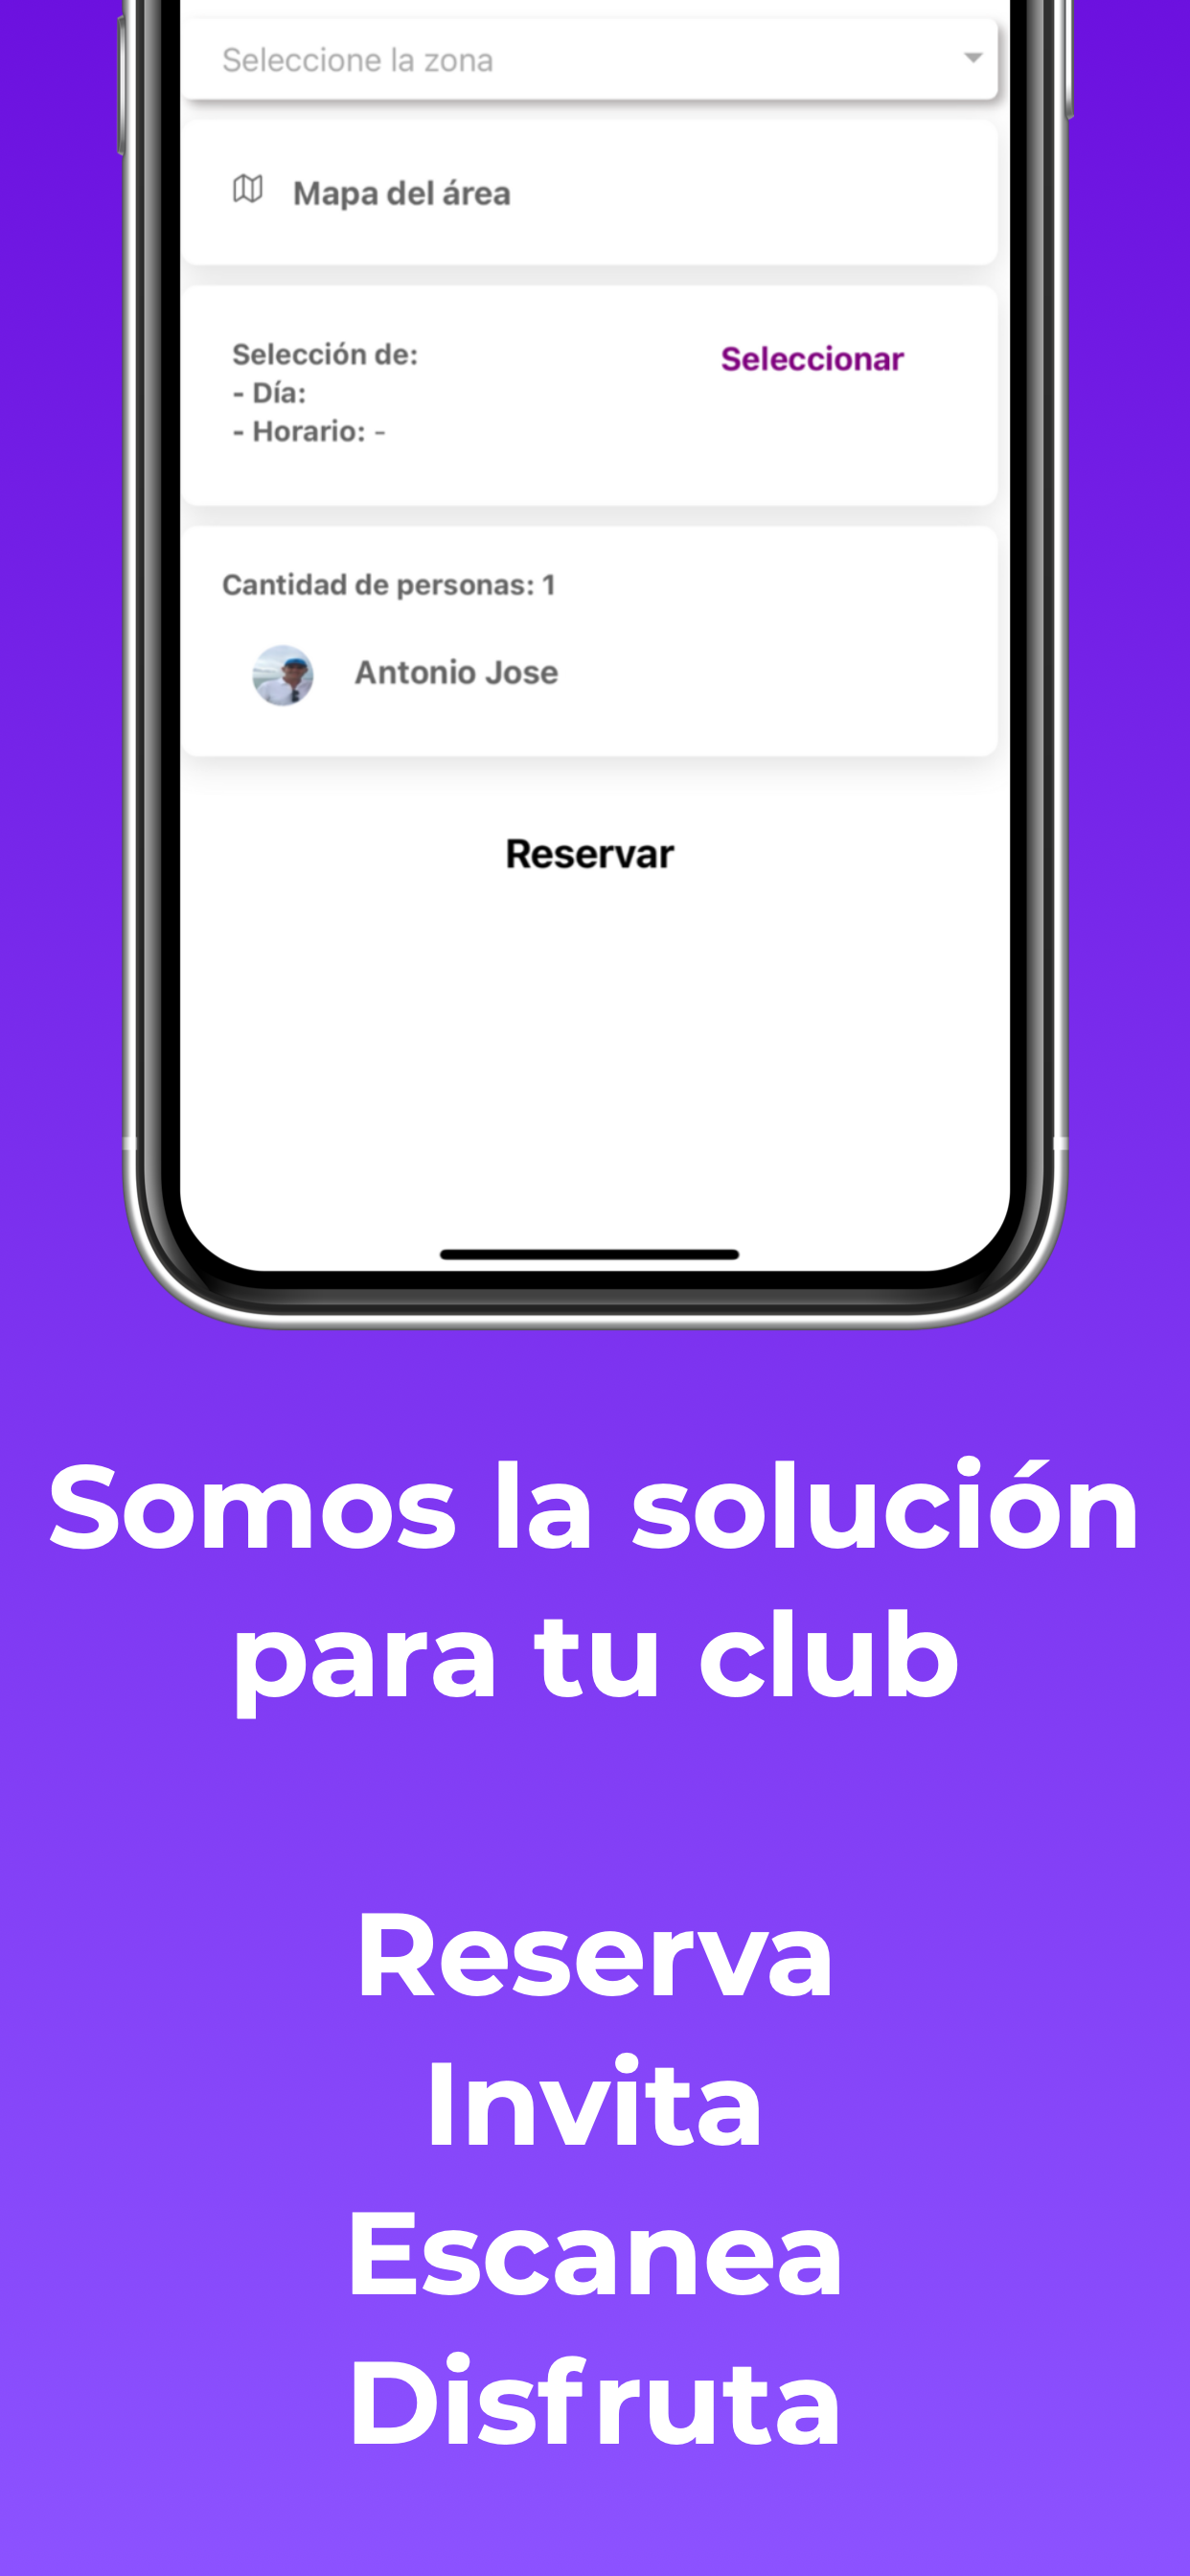 Seleccione la zona
Mapa del área
Selección de:
Seleccionar
- Día:
- Horario: -
Cantidad de personas: 1
Antonio Jose
Reservar
Somos la solución
para tu club
Reserva
Invita
Escanea
Disfruta